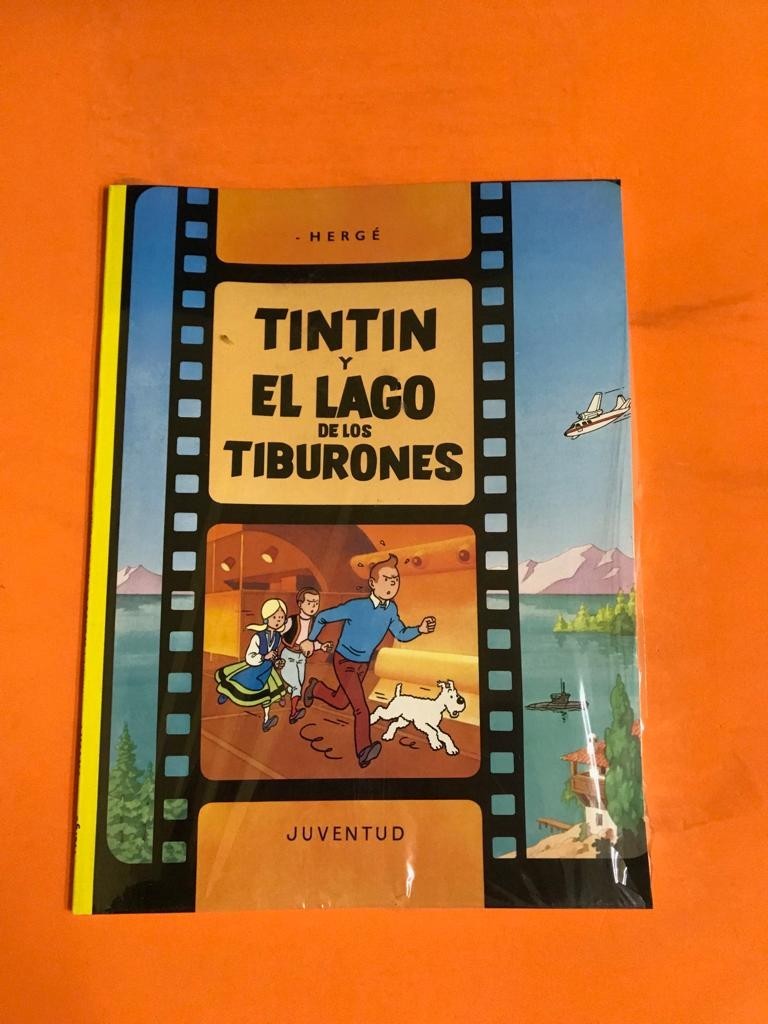 - HERGÉ
TINTIN
Y
EL LAGO
DE LOS
TIBURONES
JUVENTUD